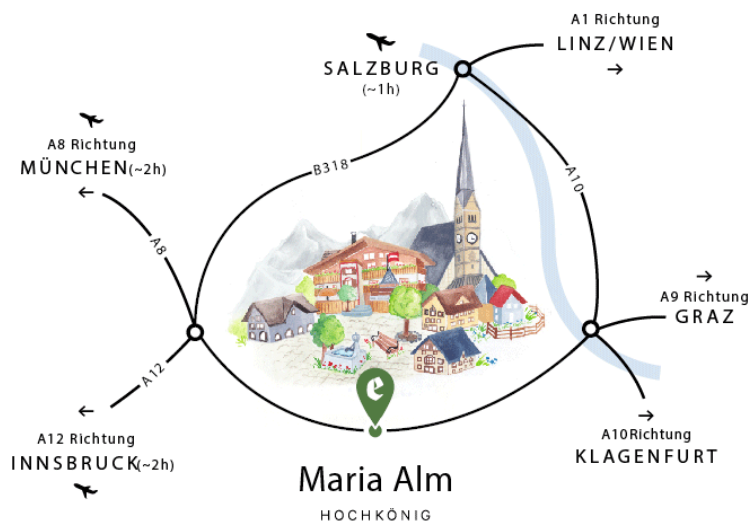 A1 Richtung
LINZ/WIEN
SALZBURG
(~1h)
A8 Richtung
MÜNCHEN(~2h)
B318
A10
A8
A9 Richtung
GRAZ
A12
e
A12 Richtung
INNSBRUCK(~2h)
A10Richtung
KLAGENFURT
Maria Alm
HOCHKÖNIG